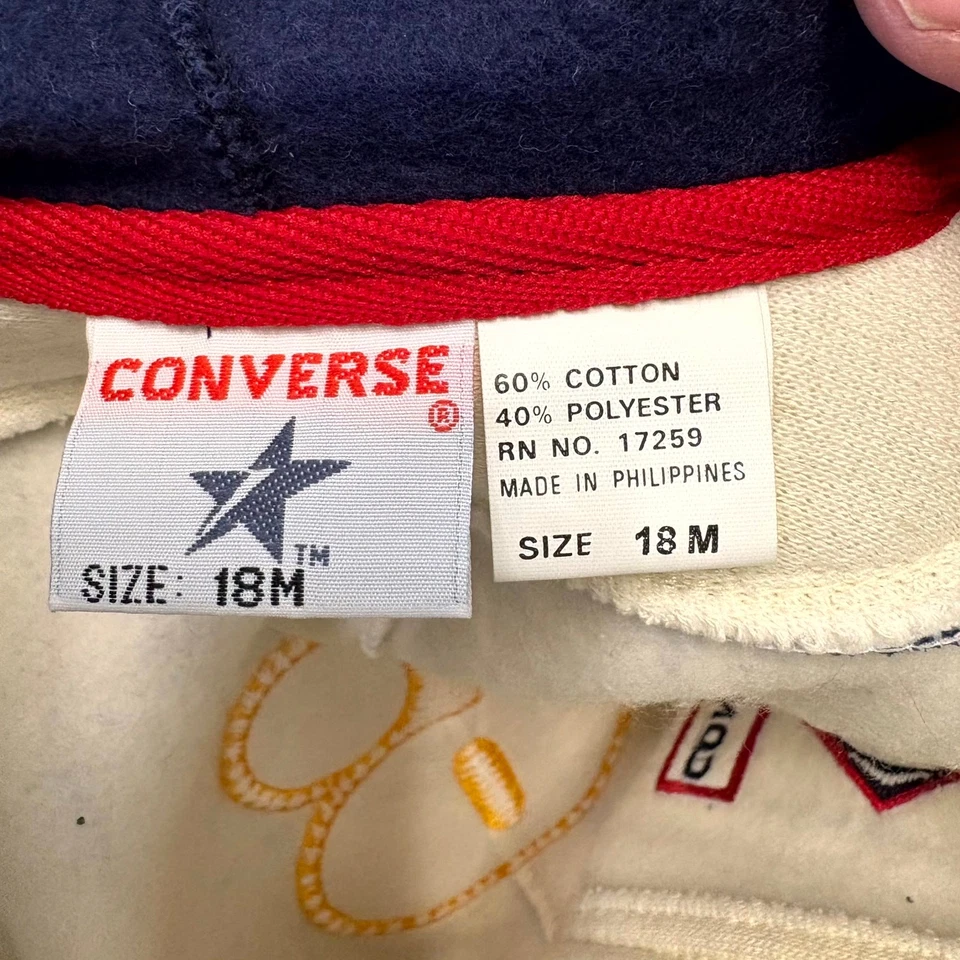 CONVERSE
®
TM
SIZE: 18M
60% COTTON
40% POLYESTER
RN NO. 17259
MADE IN PHILIPPINES
SIZE 18 M